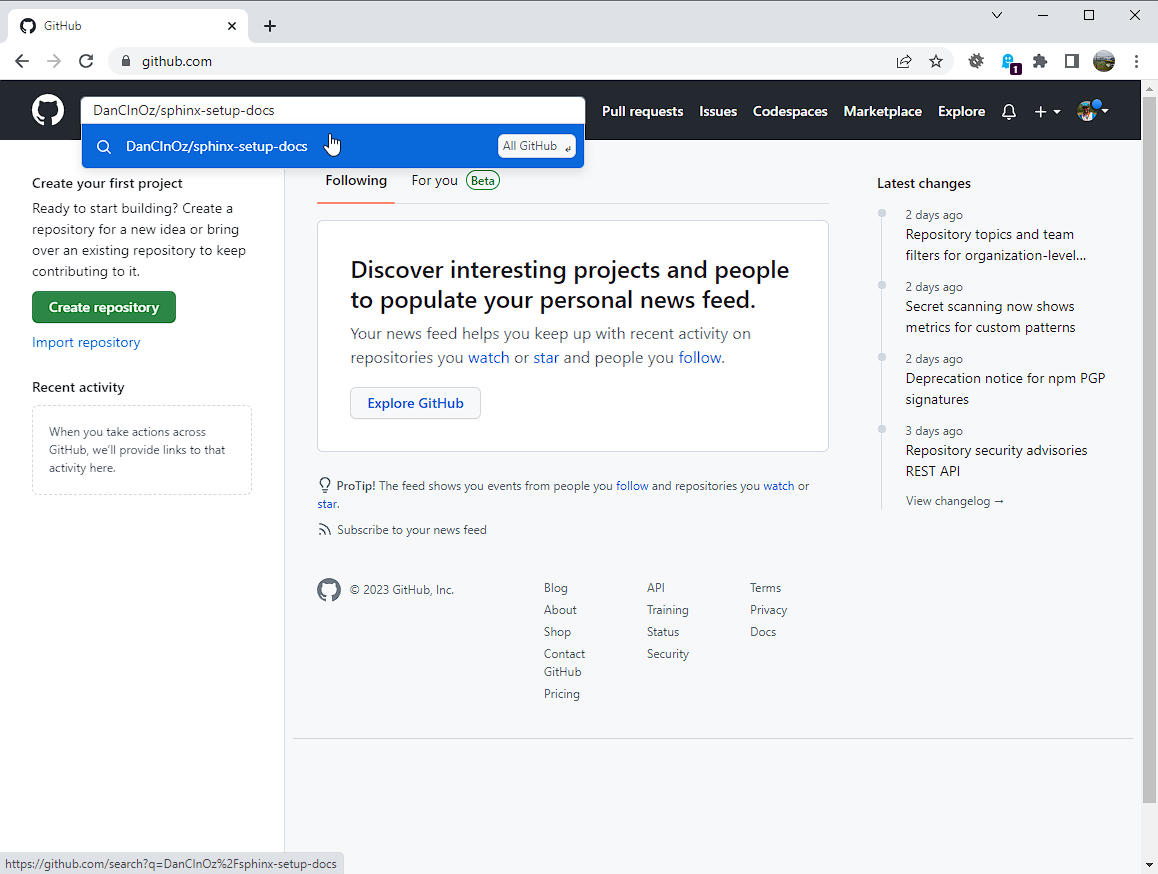 GitHub
github.com
1
DanCInOz/sphinx-setup-docs
Pull requests
Issues
Codespaces
Marketplace
Explore
DanCInOz/sphinx-setup-docs
All GitHub
Create your first project
Ready to start building? Create a
repository for a new idea or bring
over an existing repository to keep
contributing to it.
Create repository
Import repository
Recent activity
When you take actions across
GitHub, we'll provide links to that
activity here.
Following
For you
Beta
Discover interesting projects and people
to populate your personal news feed.
Your news feed helps you keep up with recent activity on
repositories you watch or star and people you follow.
Explore GitHub
ProTip! The feed shows you events from people you follow and repositories you watch or
star.
Subscribe to your news feed
© 2023 GitHub, Inc.
Blog
About
Shop
Contact
GitHub
Pricing
API
Training
Status
Security
Terms
Privacy
Docs
Latest changes
2 days ago
Repository topics and team
filters for organization-level...
2 days ago
Secret scanning now shows
metrics for custom patterns
2 days ago
Deprecation notice for npm PGP
signatures
3 days ago
Repository security advisories
REST API
View changelog →
https://github.com/search?q=DanCInOz%2Fsphinx-setup-docs